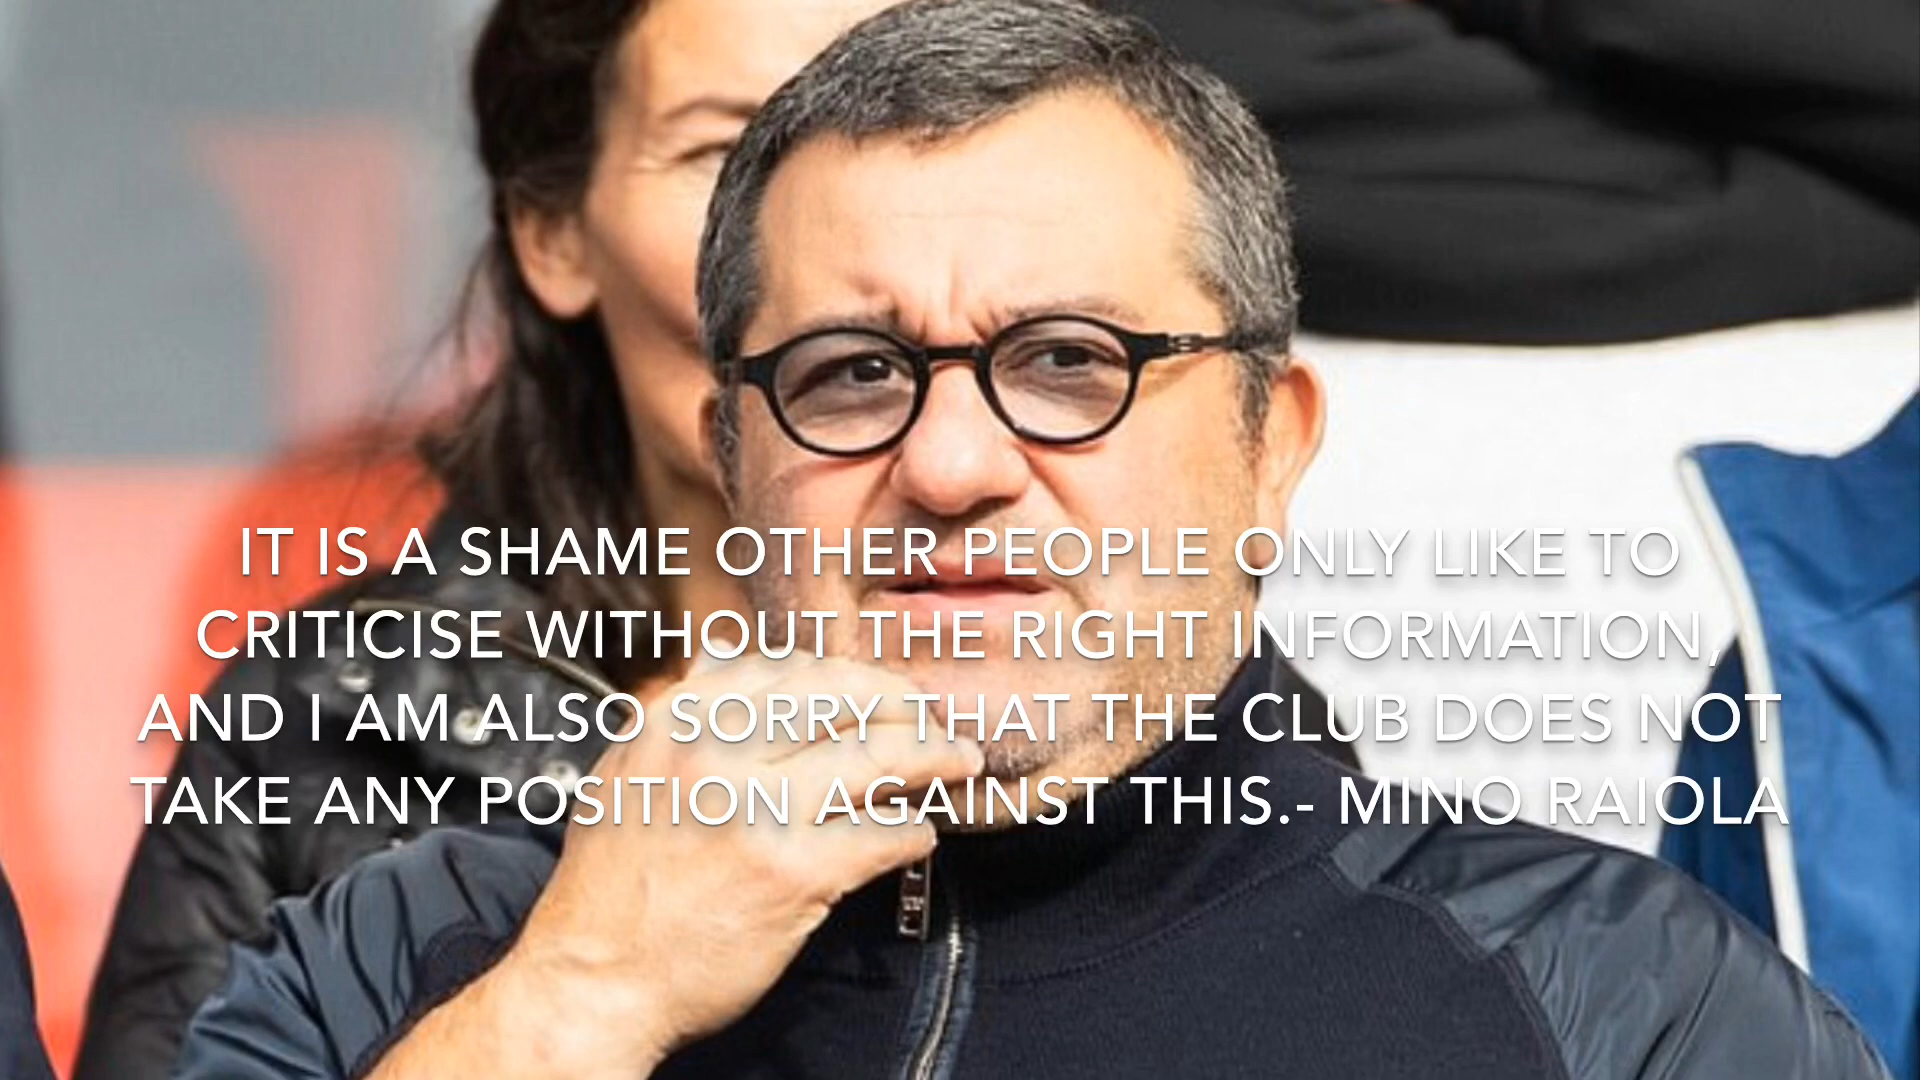 IT IS A SHAME OTHER PEOPLE ONLY LIKE TO
CRITICISE WITHOUT THE RIGHT INFORMATION,
AND I AM ALSO SORRY THAT THE CLUB DOES NOT
TAKE ANY POSITION AGAINST THIS.- MINO RAIOLA